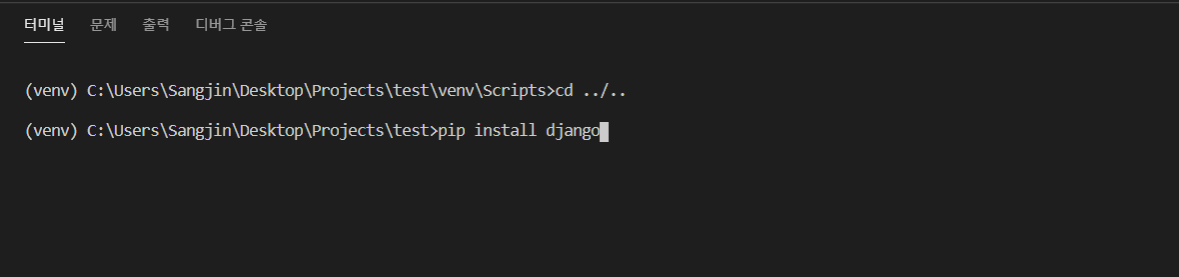 터미널 문제 출력 디버그 콘솔
(venv) C:\Users\Sangjin\Desktop\Projects\test\venv\Scripts>cd ../..
(venv) C:\Users\Sangjin\Desktop\Projects\test>pip install django